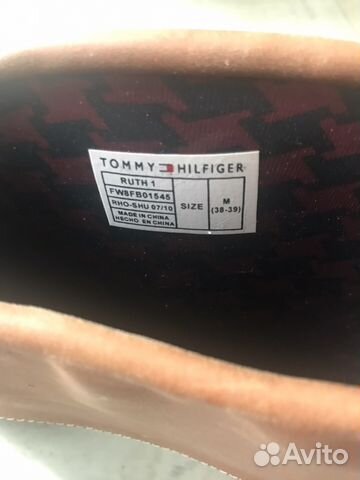 TOMMY HILFIGER
RUTH 1
FW8FB01545
RHO-SHU 07/10
MADE IN CHINA
HECHO EN CHINA
SIZE
M
(38-39)
Avito